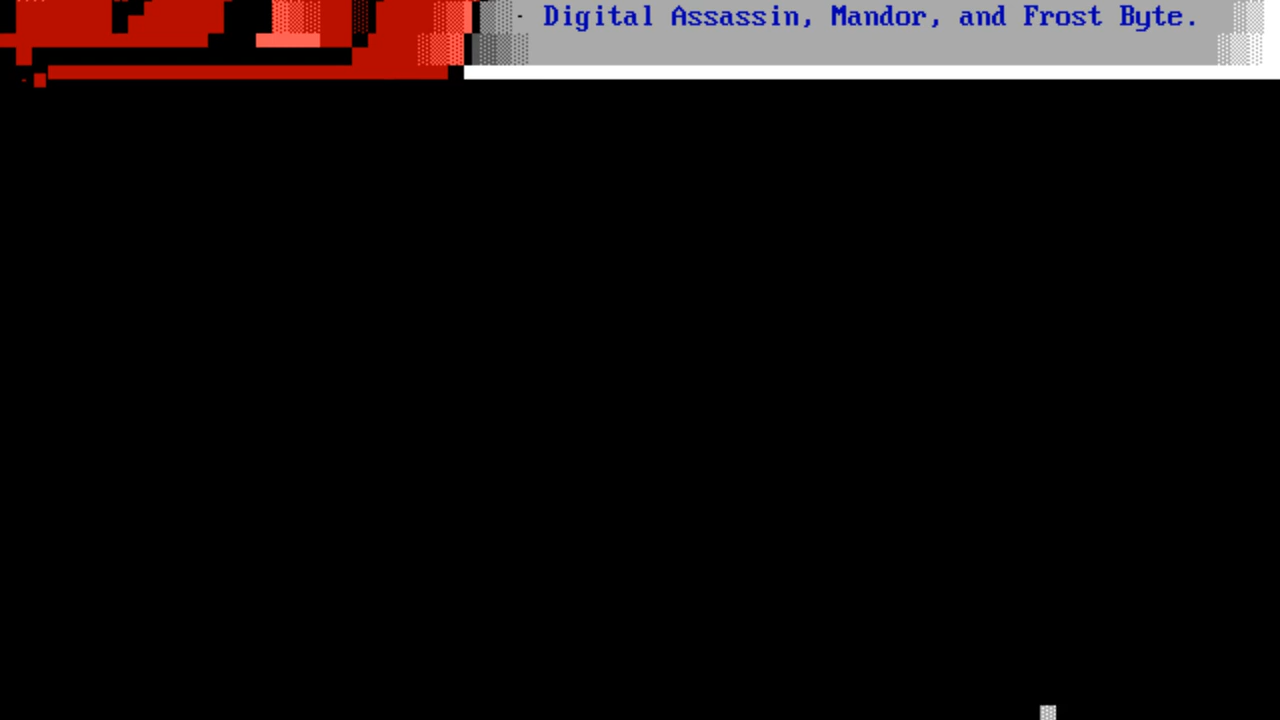 Digital Assassin, Mandor, and Frost Byte.